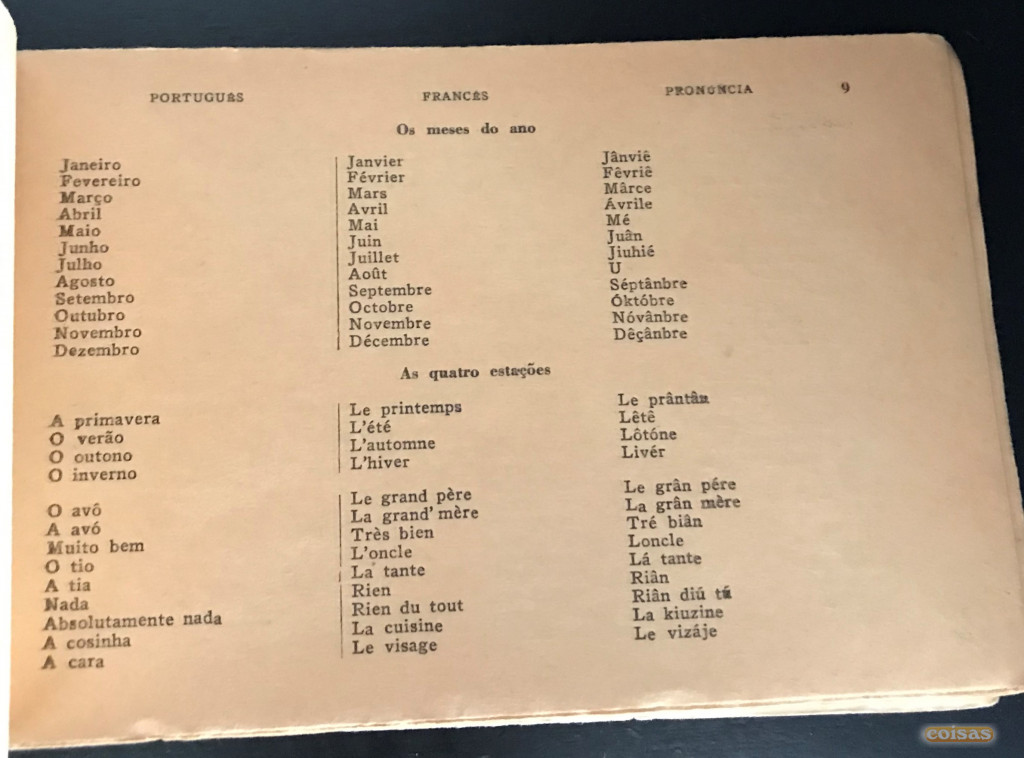 PORTUGUÊS FRANCÊS PRONÚNCIA 9
Os meses do ano
Janeiro Janvier Jânviê
Fevereiro Février Fêvriê
Março Mars Mârce
Abril Avril Ávrile
Maio Mai Mé
Junho Juin Juân
Julho Juillet Jiuhié
Agosto Août U
Setembro Septembre Séptânbre
Outubro Octobre Óktóbre
Novembro Novembre Nóvânbre
Dezembro Décembre Dêçânbre
As quatro estações
A primavera Le printemps Le prântân
O verão L'été Lêtê
O outono L'automne Lôtóne
O inverno L'hiver Livér
O avô Le grand père Le grân pére
A avó La grand' mère La grân mère
Muito bem Très bien Tré biân
O tio L'oncle Loncle
A tia La tante Lá tante
Nada Rien Riân
Absolutamente nada Rien du tout Riân diú tú
A cosinha La cuisine La kiuzine
A cara Le visage Le vizáje
coisas